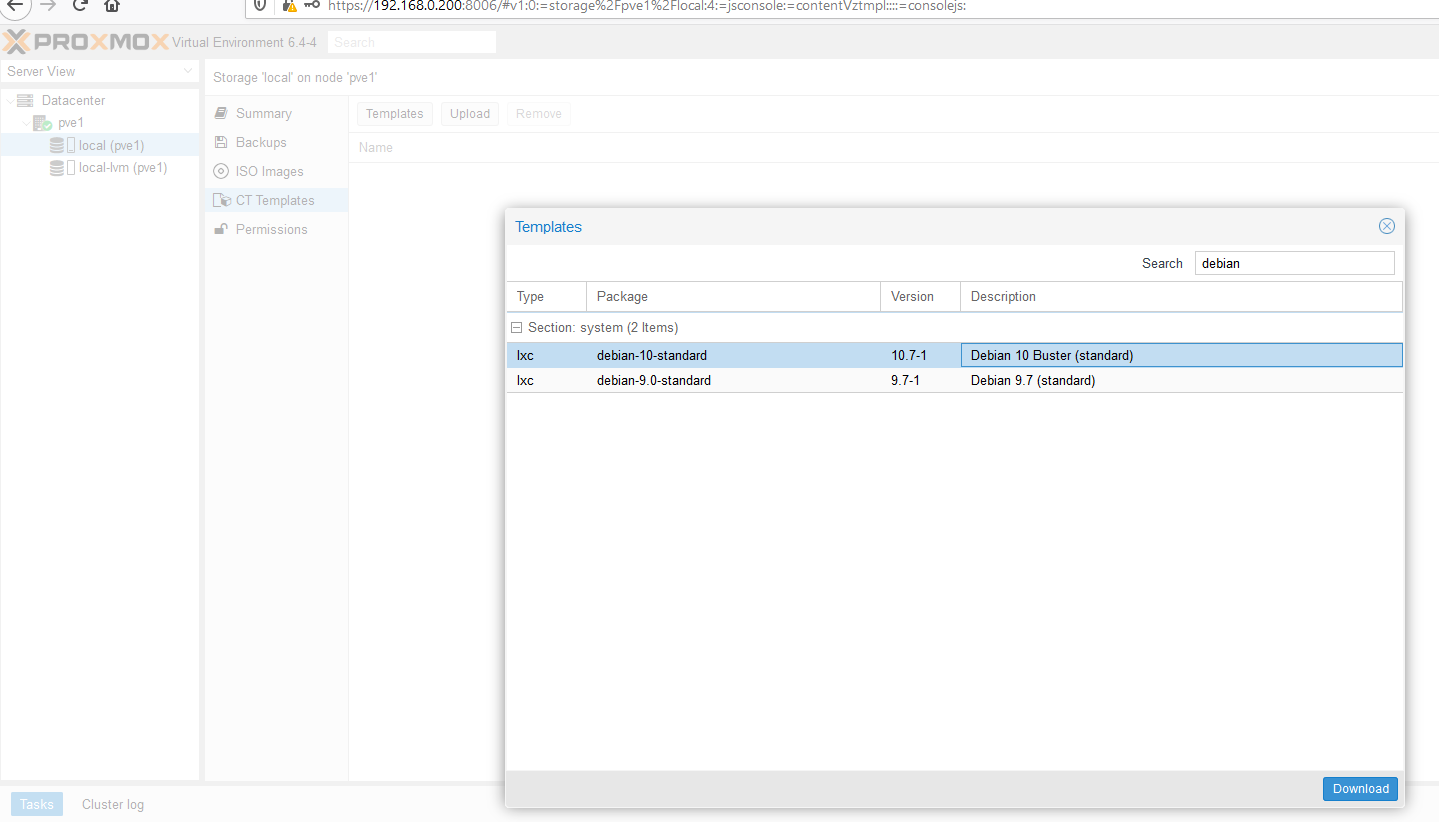 https://192.168.0.200:8006/#v1:0:=storage%2Fpve1%2Flocal:4:=jsconsole:=contentVztmpl::::=consolejs:
PROXMOX Virtual Environment 6.4-4 Search
Server View
Storage 'local' on node 'pve1'
Datacenter
pve1
local (pve1)
local-lvm (pve1)
Summary
Backups
ISO Images
CT Templates
Permissions
Templates Upload Remove
Name
Templates
Search debian
Type Package Version Description
Section: system (2 Items)
lxc debian-10-standard 10.7-1 Debian 10 Buster (standard)
lxc debian-9.0-standard 9.7-1 Debian 9.7 (standard)
Download
Tasks Cluster log